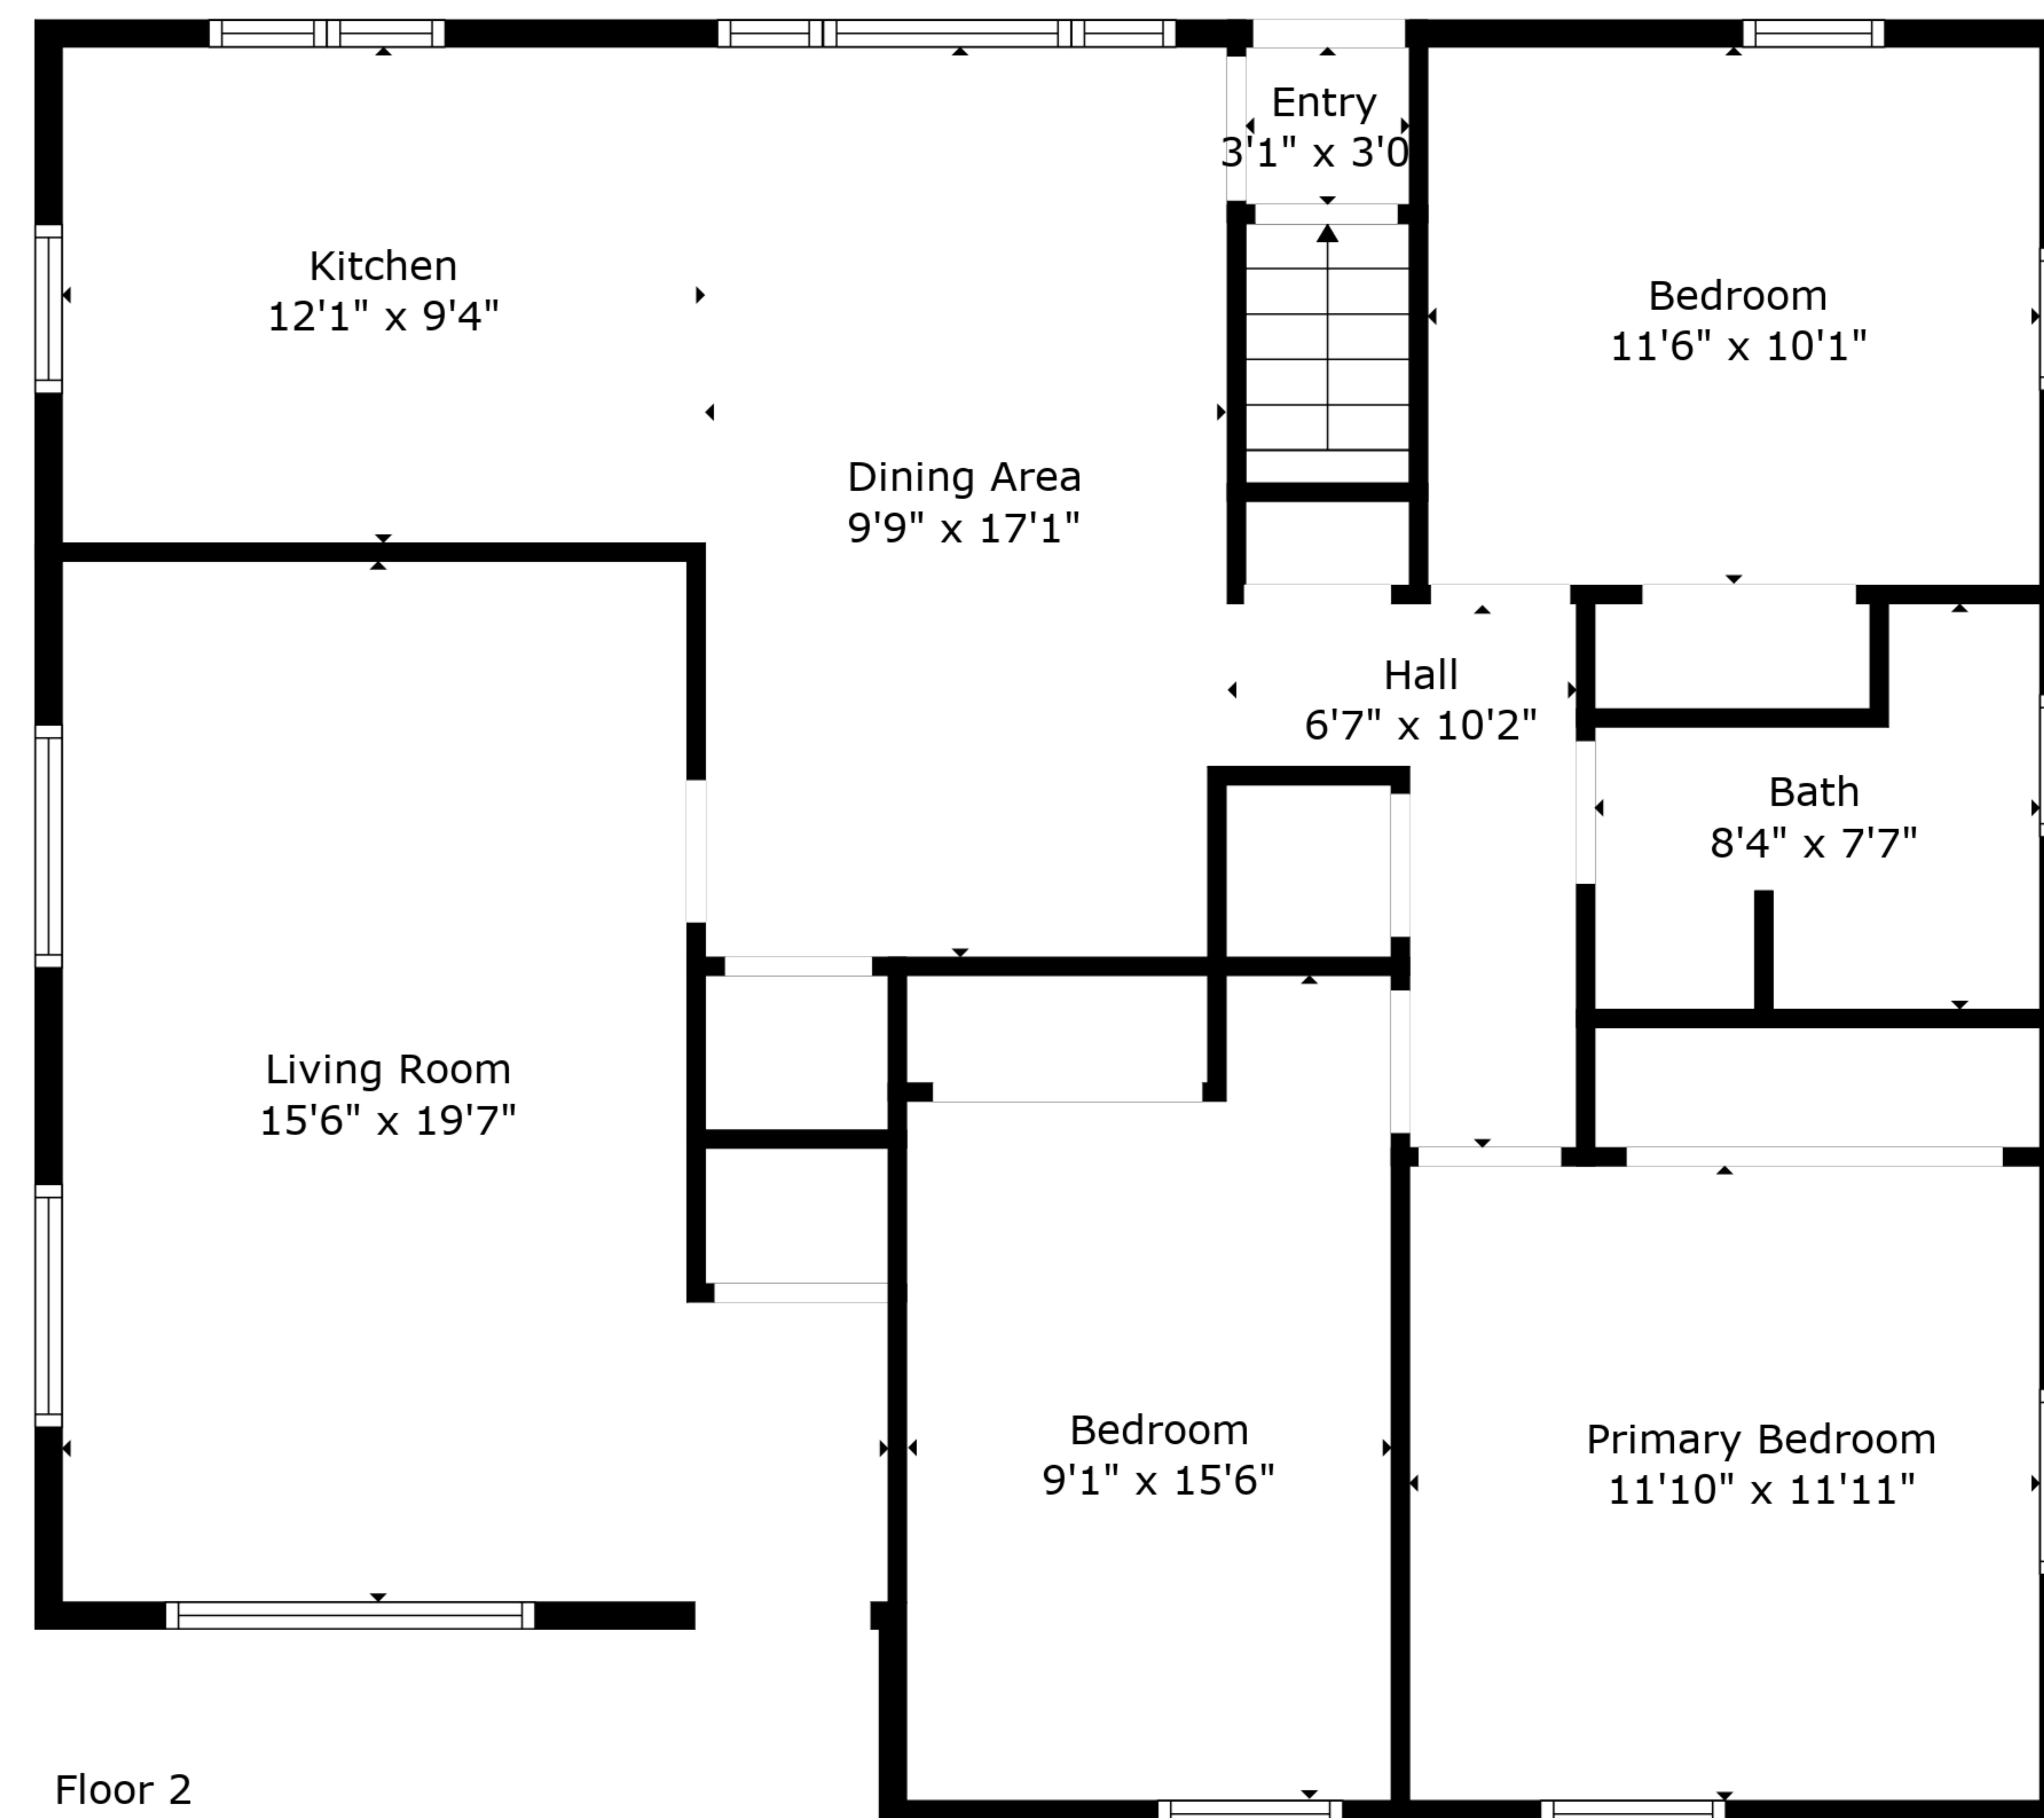 Entry
3'1" x 3'0
Kitchen
12'1" x 9'4"
Bedroom
11'6" x 10'1"
Dining Area
9'9" x 17'1"
Hall
6'7" x 10'2"
Bath
8'4" x 7'7"
Living Room
15'6" x 19'7"
Bedroom
9'1" x 15'6"
Primary Bedroom
11'10" x 11'11"
Floor 2